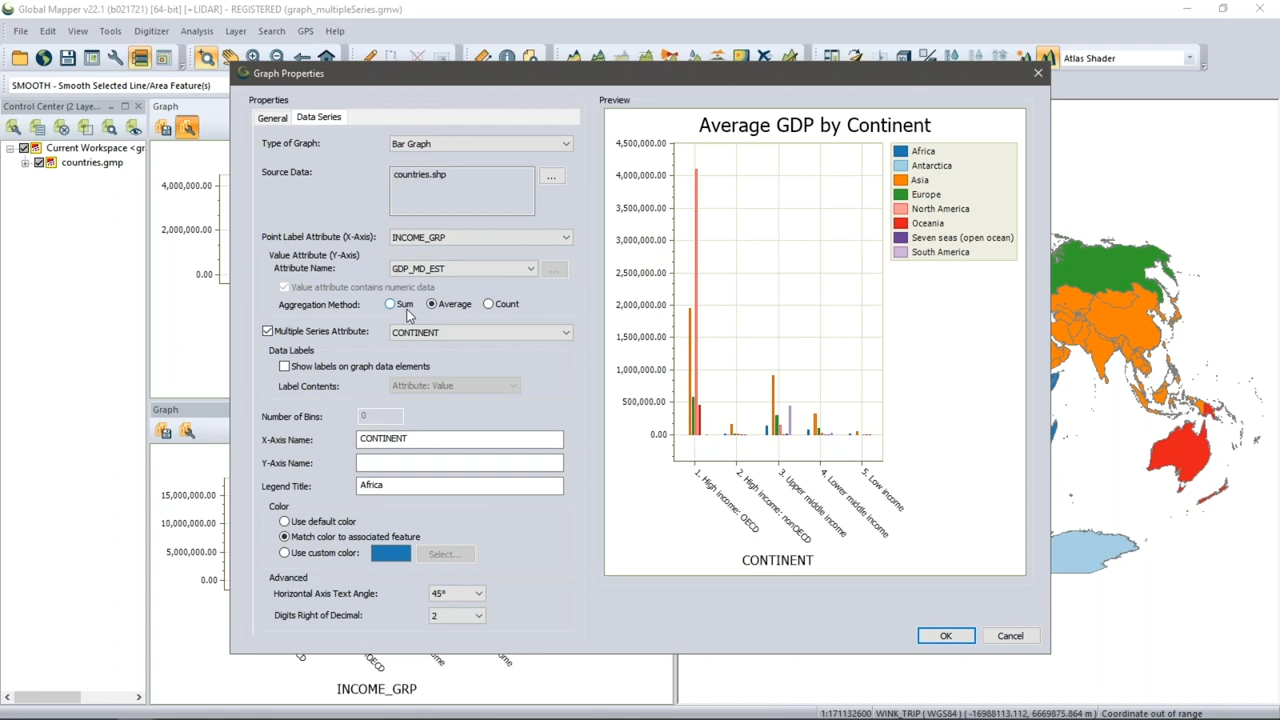 Global Mapper v22.1 (b021721) [64-bit] [+LIDAR] - REGISTERED (graph_multipleSeries.gmw)
File Edit View Tools Digitizer Analysis Layer Search GPS Help
Atlas Shader
SMOOTH - Smooth Selected Line/Area Feature(s)
Graph Properties
Control Center (2 Laye...
Graph
Current Workspace <gr
countries.gmp
4,000,000.00
2,000,000.00
0.00
Graph
15,000,000.00
10,000,000.00
5,000,000.00
0.00
INCOME_GRP
Properties
General
Data Series
Type of Graph:
Bar Graph
Source Data:
countries.shp
...
Point Label Attribute (X-Axis):
INCOME_GRP
Value Attribute (Y-Axis)
Attribute Name:
GDP_MD_EST
...
Value attribute contains numeric data
Aggregation Method:
Sum
Average
Count
Multiple Series Attribute:
CONTINENT
Data Labels
Show labels on graph data elements
Label Contents:
Attribute: Value
Number of Bins:
0
X-Axis Name:
CONTINENT
Y-Axis Name:
Legend Title:
Africa
Color
Use default color
Match color to associated feature
Use custom color:
Select...
Advanced
Horizontal Axis Text Angle:
45°
Digits Right of Decimal:
2
Preview
Average GDP by Continent
4,500,000.00
4,000,000.00
3,500,000.00
3,000,000.00
2,500,000.00
2,000,000.00
1,500,000.00
1,000,000.00
500,000.00
0.00
1. High income: OECD
2. High income: nonOECD
3. Upper middle income
4. Lower middle income
5. Low income
CONTINENT
Africa
Antarctica
Asia
Europe
North America
Oceania
Seven seas (open ocean)
South America
OK
Cancel
1:171132600 WINK_TRIP ( WGS84 ) ( -16988113.112, 6669875.864 m ) Coordinate out of range